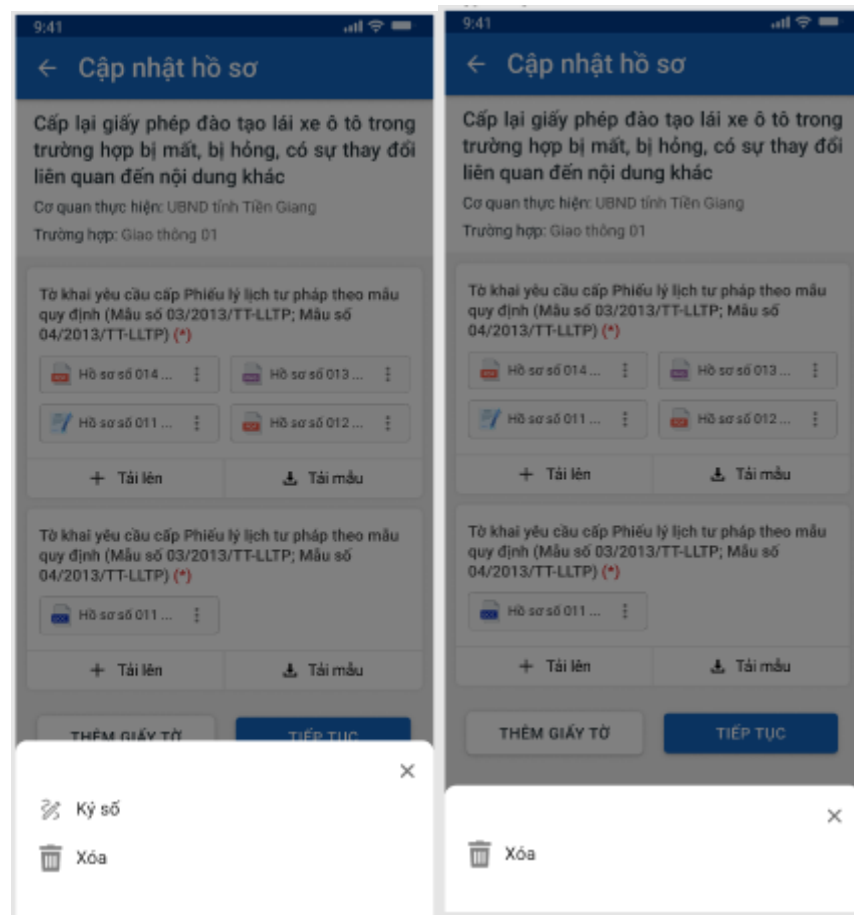 9:41
Cập nhật hồ sơ
Cấp lại giấy phép đào tạo lái xe ô tô trong
trường hợp bị mất, bị hỏng, có sự thay đổi
liên quan đến nội dung khác
Cơ quan thực hiện: UBND tỉnh Tiền Giang
Trường hợp: Giao thông 01
Tờ khai yêu cầu cấp Phiếu lý lịch tư pháp theo mẫu
quy định (Mẫu số 03/2013/TT-LLTP; Mẫu số
04/2013/TT-LLTP) (*)
Hồ sơ số 014 ...
Hồ sơ số 013 ...
Hồ sơ số 011 ...
Hồ sơ số 012 ...
+ Tải lên
Tải mẫu
Tờ khai yêu cầu cấp Phiếu lý lịch tư pháp theo mẫu
quy định (Mẫu số 03/2013/TT-LLTP; Mẫu số
04/2013/TT-LLTP) (*)
Hồ sơ số 011 ...
+ Tải lên
Tải mẫu
THÊM GIẤY TỜ
TIẾP TỤC
Ký số
Xóa
9:41
Cập nhật hồ sơ
Cấp lại giấy phép đào tạo lái xe ô tô trong
trường hợp bị mất, bị hỏng, có sự thay đổi
liên quan đến nội dung khác
Cơ quan thực hiện: UBND tỉnh Tiền Giang
Trường hợp: Giao thông 01
Tờ khai yêu cầu cấp Phiếu lý lịch tư pháp theo mẫu
quy định (Mẫu số 03/2013/TT-LLTP; Mẫu số
04/2013/TT-LLTP) (*)
Hồ sơ số 014 ...
Hồ sơ số 013 ...
Hồ sơ số 011 ...
Hồ sơ số 012 ...
+ Tải lên
Tải mẫu
Tờ khai yêu cầu cấp Phiếu lý lịch tư pháp theo mẫu
quy định (Mẫu số 03/2013/TT-LLTP; Mẫu số
04/2013/TT-LLTP) (*)
Hồ sơ số 011 ...
+ Tải lên
Tải mẫu
THÊM GIẤY TỜ
TIẾP TỤC
Xóa